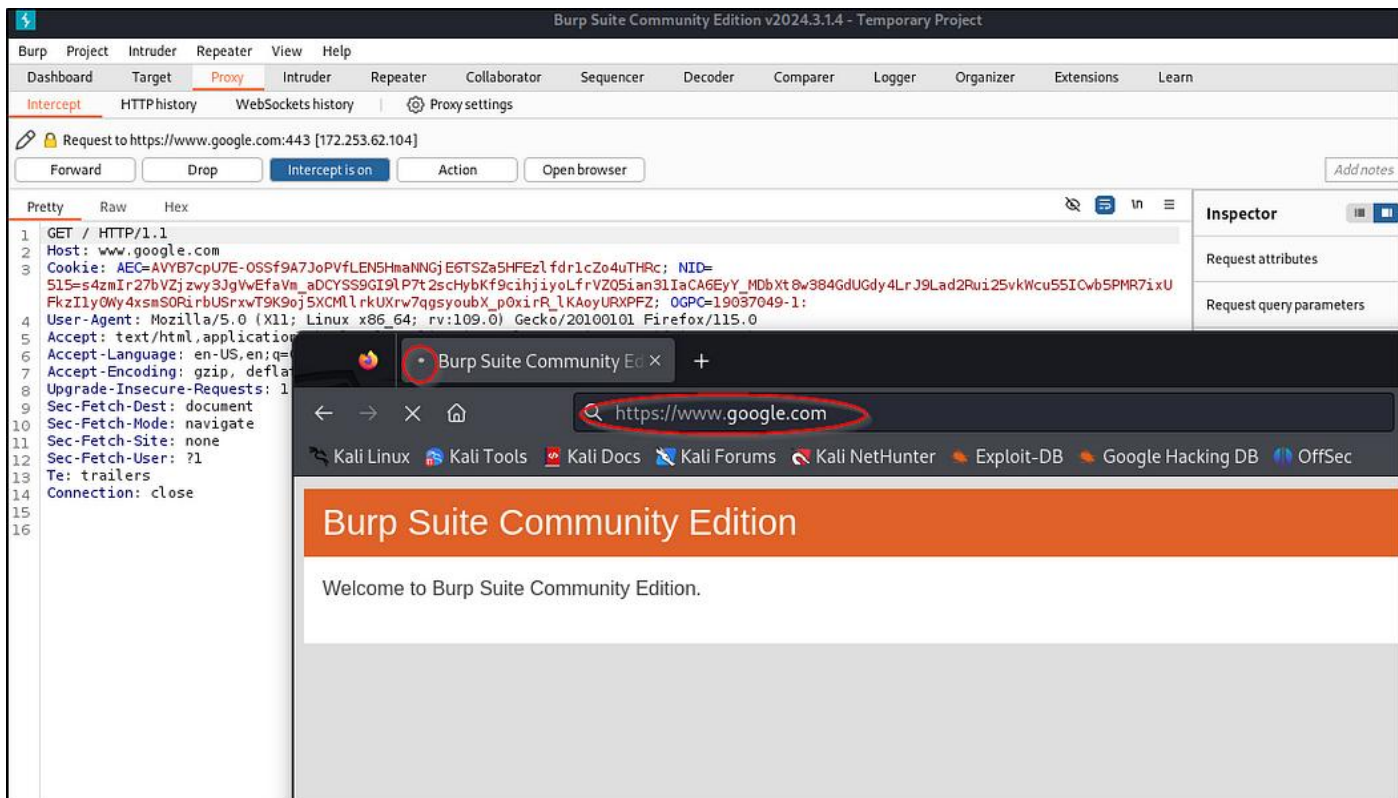 Burp Suite Community Edition v2024.3.1.4 - Temporary Project
Burp Project Intruder Repeater View Help
Dashboard Target Proxy Intruder Repeater Collaborator Sequencer Decoder Comparer Logger Organizer Extensions Learn
Intercept HTTP history WebSockets history Proxy settings
Request to https://www.google.com:443 [172.253.62.104]
Forward Drop Intercept is on Action Open browser Add notes
Pretty Raw Hex \n
Inspector
Request attributes
Request query parameters
1 GET / HTTP/1.1
2 Host: www.google.com
3 Cookie: AEC=AVYB7cpU7E-OSSf9A7JoPVfLEN5HmaNNGjE6TSZa5HFEzlfdr1cZo4uTHRc; NID=
515=s4zmIr27bVZjzwy3JgVwEfaVm_aDCYSS9GI9lP7t2scHybKf9cihjiyoLfrVZQ5ian31IaCA6EyY_MDbXt8w384GdUGdy4LrJ9Lad2Rui25vkWcu55ICwb5PMR7ixU
FkzI1y0Wy4xsmSORirbUSrxwT9K9oj5XCMllrkUXrw7qgsyoubX_p0xirR_lKAoyURXPFZ; OGPC=19037049-1:
4 User-Agent: Mozilla/5.0 (X11; Linux x86_64; rv:109.0) Gecko/20100101 Firefox/115.0
5 Accept: text/html,application
6 Accept-Language: en-US,en;q=
7 Accept-Encoding: gzip, defla
8 Upgrade-Insecure-Requests: 1
9 Sec-Fetch-Dest: document
10 Sec-Fetch-Mode: navigate
11 Sec-Fetch-Site: none
12 Sec-Fetch-User: ?1
13 Te: trailers
14 Connection: close
15
16
Burp Suite Community Ed
https://www.google.com
Kali Linux Kali Tools Kali Docs Kali Forums Kali NetHunter Exploit-DB Google Hacking DB OffSec
Burp Suite Community Edition
Welcome to Burp Suite Community Edition.